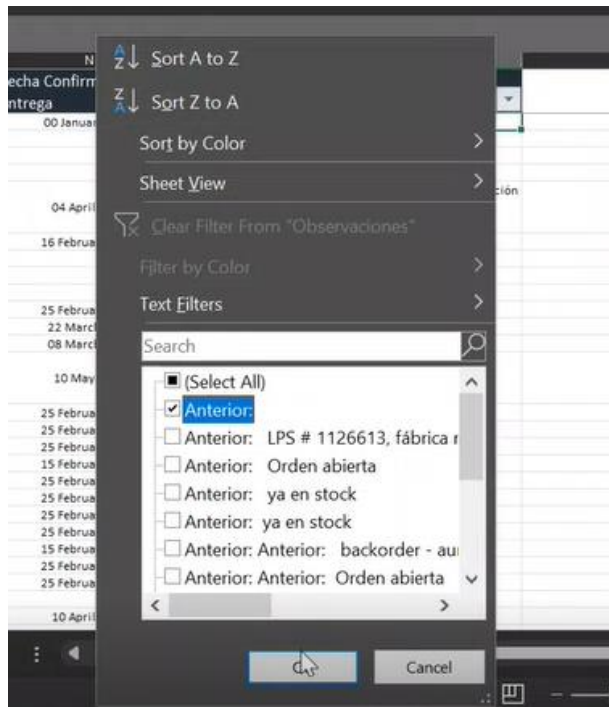 N
echa Confirm
ntrega
00 Januar
04 April
16 Februa
25 Februa
22 Marcl
08 Marcl
10 May
25 Februa
25 Februa
25 Februa
15 Februa
25 Februa
25 Februa
25 Februa
15 Februa
25 Februa
25 Februa
10 April
Sort A to Z
Sort Z to A
Sort by Color
Sheet View
Clear Filter From "Observaciones"
Filter by Color
Text Filters
Search
(Select All)
Anterior:
Anterior: LPS # 1126613, fábrica r
Anterior: Orden abierta
Anterior: ya en stock
Anterior: ya en stock
Anterior: Anterior: backorder - au
Anterior: Anterior: Orden abierta
Cancel
ción